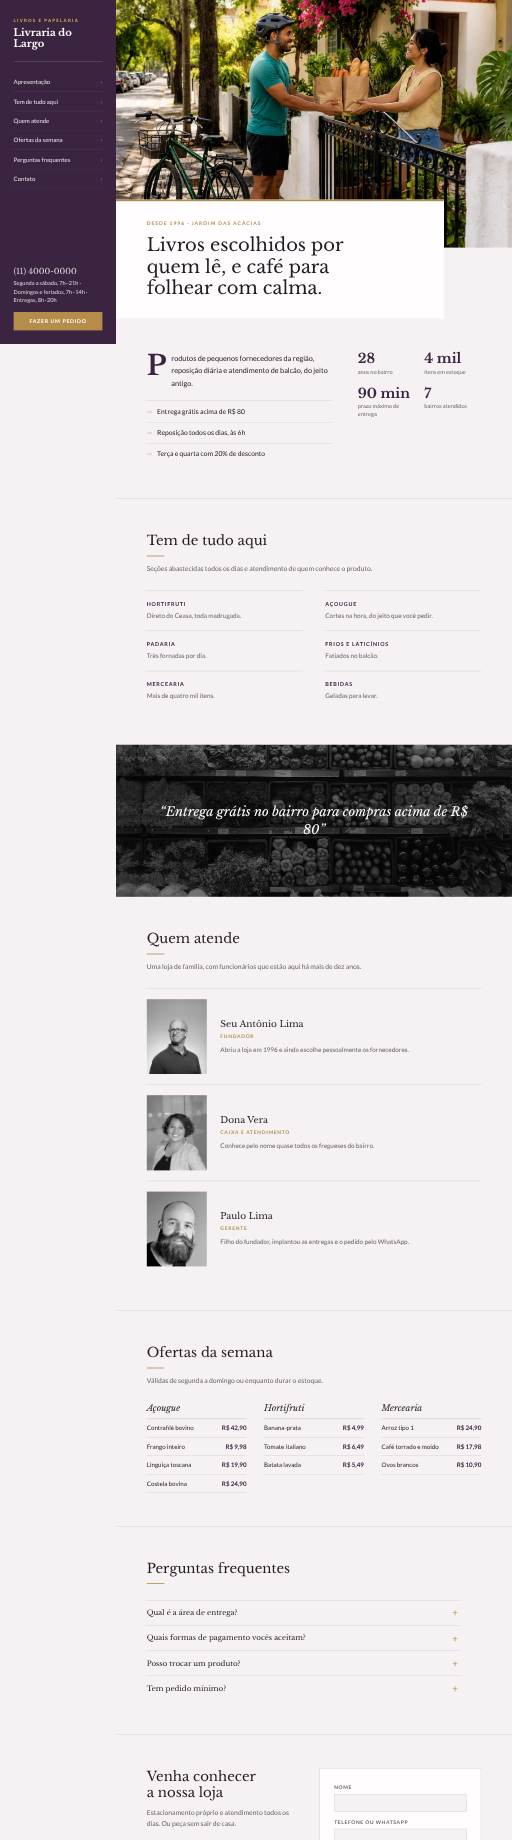 LIVROS E PAPELARIA
Livraria do
Largo
Apresentação
Tem de tudo aqui
Quem atende
Ofertas da semana
Perguntas frequentes
Contato
(11) 4000-0000
Segunda a sábado, 7h–21h ·
Domingos e feriados, 7h–14h ·
Entregas, 8h–20h
FAZER UM PEDIDO
DESDE 1996 · JARDIM DAS ACÁCIAS
Livros escolhidos por
quem lê, e café para
folhear com calma.
Produtos de pequenos fornecedores da região,
reposição diária e atendimento de balcão, do jeito
antigo.
— Entrega grátis acima de R$ 80
— Reposição todos os dias, às 6h
— Terça e quarta com 20% de desconto
28
anos no bairro
4 mil
itens em estoque
90 min
prazo máximo de
entrega
7
bairros atendidos
Tem de tudo aqui
Seções abastecidas todos os dias e atendimento de quem conhece o produto.
HORTIFRUTI
Direto do Ceasa, toda madrugada.
AÇOUGUE
Cortes na hora, do jeito que você pedir.
PADARIA
Três fornadas por dia.
FRIOS E LATICÍNIOS
Fatiados no balcão.
MERCEARIA
Mais de quatro mil itens.
BEBIDAS
Geladas para levar.
“Entrega grátis no bairro para compras acima de R$
80”
Quem atende
Uma loja de família, com funcionários que estão aqui há mais de dez anos.
Seu Antônio Lima
FUNDADOR
Abriu a loja em 1996 e ainda escolhe pessoalmente os fornecedores.
Dona Vera
CAIXA E ATENDIMENTO
Conhece pelo nome quase todos os fregueses do bairro.
Paulo Lima
GERENTE
Filho do fundador, implantou as entregas e o pedido pelo WhatsApp.
Ofertas da semana
Válidas de segunda a domingo ou enquanto durar o estoque.
Açougue
Contrafilé bovino R$ 42,90
Frango inteiro R$ 9,98
Linguiça toscana R$ 19,90
Costela bovina R$ 24,90
Hortifruti
Banana-prata R$ 4,99
Tomate italiano R$ 6,49
Batata lavada R$ 5,49
Mercearia
Arroz tipo 1 R$ 24,90
Café torrado e moído R$ 17,98
Ovos brancos R$ 10,90
Perguntas frequentes
Qual é a área de entrega? +
Quais formas de pagamento vocês aceitam? +
Posso trocar um produto? +
Tem pedido mínimo? +
Venha conhecer
a nossa loja
Estacionamento próprio e atendimento todos os
dias. Ou peça sem sair de casa.
NOME
TELEFONE OU WHATSAPP